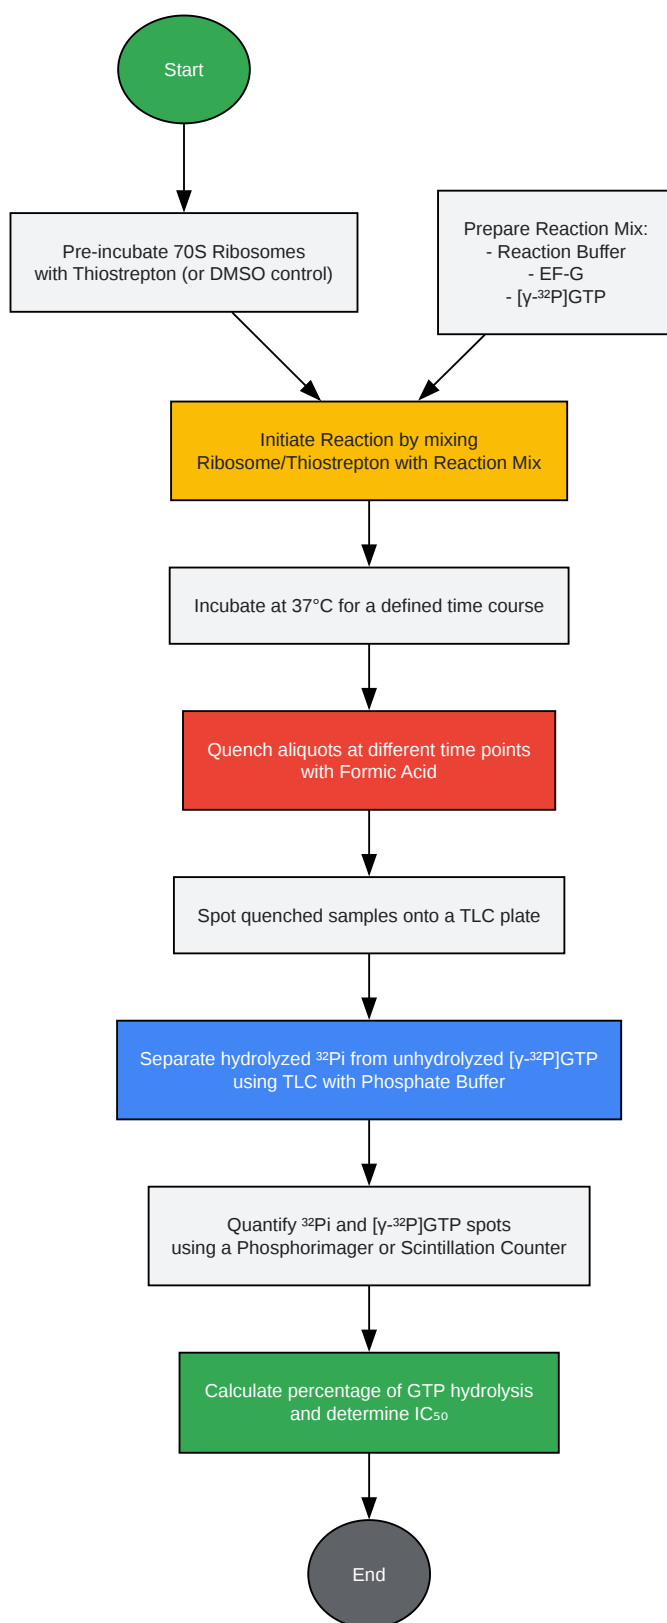 Start
Pre-incubate 70S Ribosomes
with Thiostrepton (or DMSO control)
Prepare Reaction Mix:
- Reaction Buffer
- EF-G
- [γ-³²P]GTP
Initiate Reaction by mixing
Ribosome/Thiostrepton with Reaction Mix
Incubate at 37°C for a defined time course
Quench aliquots at different time points
with Formic Acid
Spot quenched samples onto a TLC plate
Separate hydrolyzed ³²Pi from unhydrolyzed [γ-³²P]GTP
using TLC with Phosphate Buffer
Quantify ³²Pi and [γ-³²P]GTP spots
using a Phosphorimager or Scintillation Counter
Calculate percentage of GTP hydrolysis
and determine IC₅₀
End